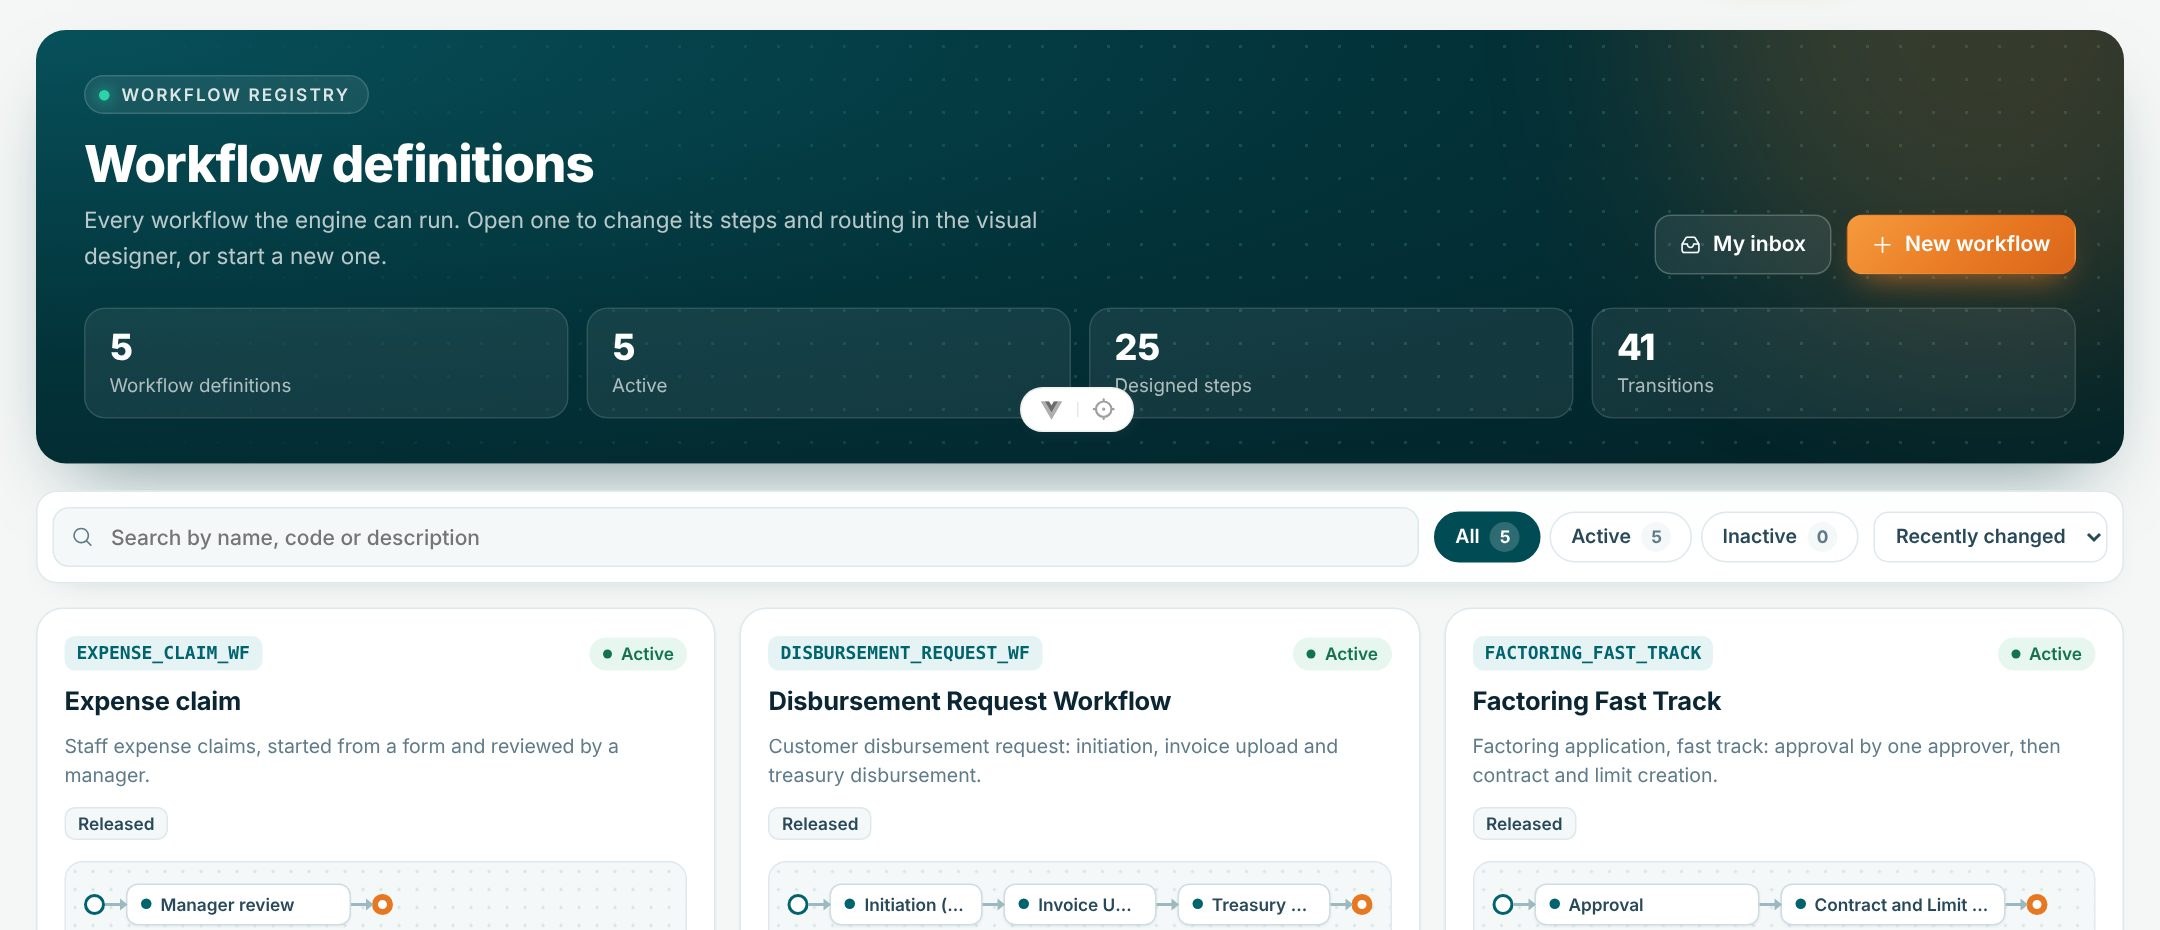 WORKFLOW REGISTRY
Workflow definitions
Every workflow the engine can run. Open one to change its steps and routing in the visual
designer, or start a new one.
My inbox
New workflow
5
Workflow definitions
5
Active
25
Designed steps
41
Transitions
Search by name, code or description
All 5
Active 5
Inactive 0
Recently changed
EXPENSE_CLAIM_WF
Active
Expense claim
Staff expense claims, started from a form and reviewed by a
manager.
Released
Manager review
DISBURSEMENT_REQUEST_WF
Active
Disbursement Request Workflow
Customer disbursement request: initiation, invoice upload and
treasury disbursement.
Released
Initiation (...
Invoice U...
Treasury ...
FACTORING_FAST_TRACK
Active
Factoring Fast Track
Factoring application, fast track: approval by one approver, then
contract and limit creation.
Released
Approval
Contract and Limit ...